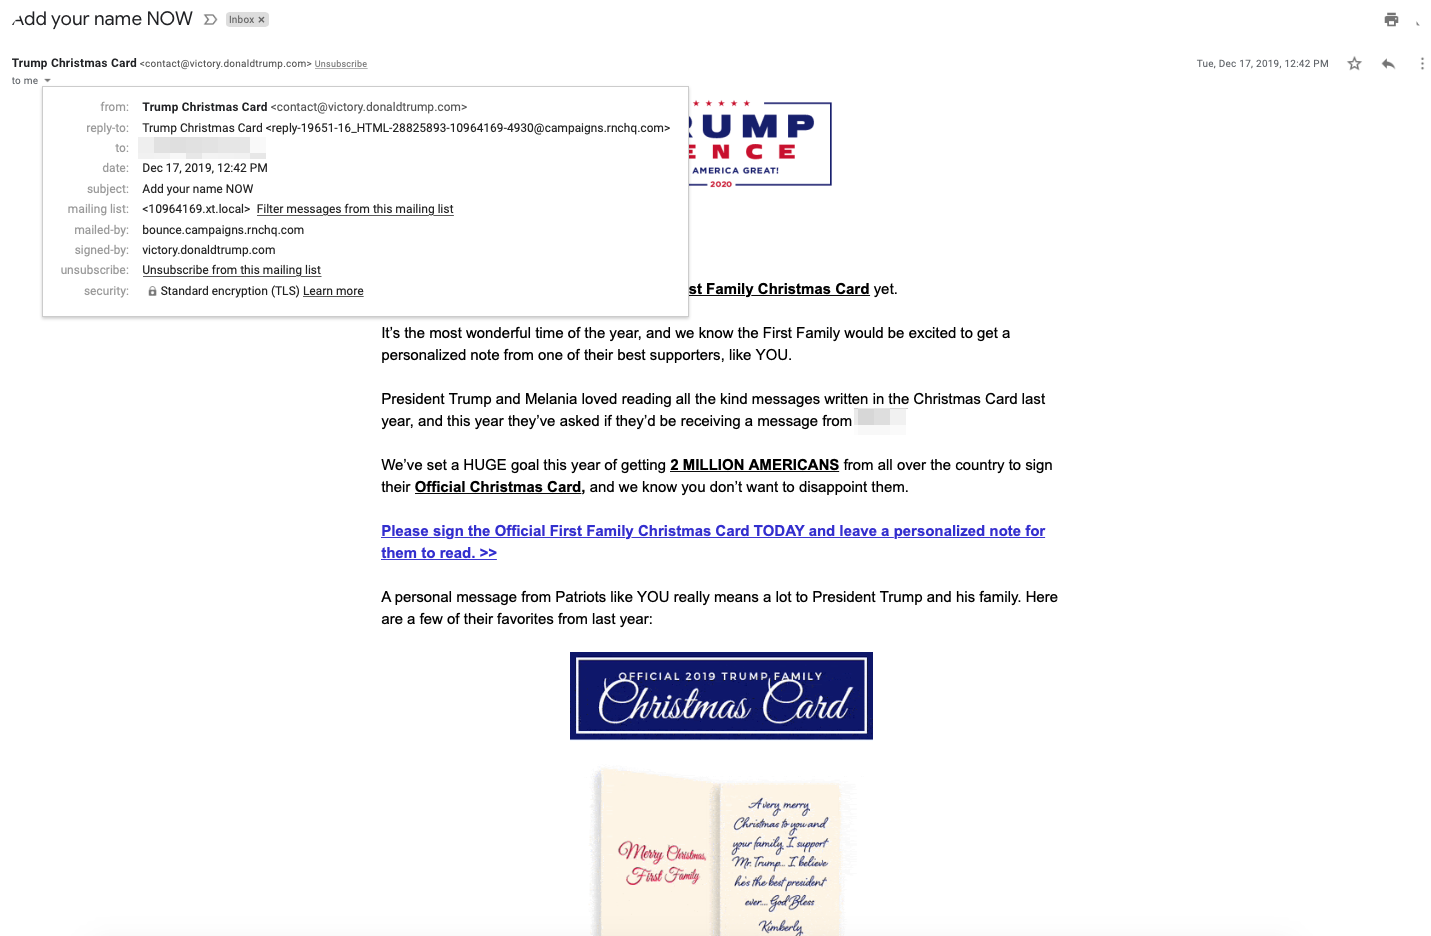 Add your name NOW
Inbox x
Trump Christmas Card <contact@victory.donaldtrump.com> Unsubscribe
Tue, Dec 17, 2019, 12:42 PM
to me
from: Trump Christmas Card <contact@victory.donaldtrump.com>
reply-to: Trump Christmas Card <reply-19651-16_HTML-28825893-10964169-4930@campaigns.rnchq.com>
to:
date: Dec 17, 2019, 12:42 PM
subject: Add your name NOW
mailing list: <10964169.xt.local> Filter messages from this mailing list
mailed-by: bounce.campaigns.rnchq.com
signed-by: victory.donaldtrump.com
unsubscribe: Unsubscribe from this mailing list
security: Standard encryption (TLS) Learn more
RUMP
ENCE
AMERICA GREAT!
2020
st Family Christmas Card yet.
It’s the most wonderful time of the year, and we know the First Family would be excited to get a
personalized note from one of their best supporters, like YOU.
President Trump and Melania loved reading all the kind messages written in the Christmas Card last
year, and this year they’ve asked if they’d be receiving a message from
We’ve set a HUGE goal this year of getting 2 MILLION AMERICANS from all over the country to sign
their Official Christmas Card, and we know you don’t want to disappoint them.
Please sign the Official First Family Christmas Card TODAY and leave a personalized note for
them to read. >>
A personal message from Patriots like YOU really means a lot to President Trump and his family. Here
are a few of their favorites from last year:
OFFICIAL 2019 TRUMP FAMILY
Christmas Card
Merry Christmas,
First Family
A very merry
Christmas to you and
your family. I support
Mr. Trump... I believe
he's the best president
ever.... God Bless
Kimberly